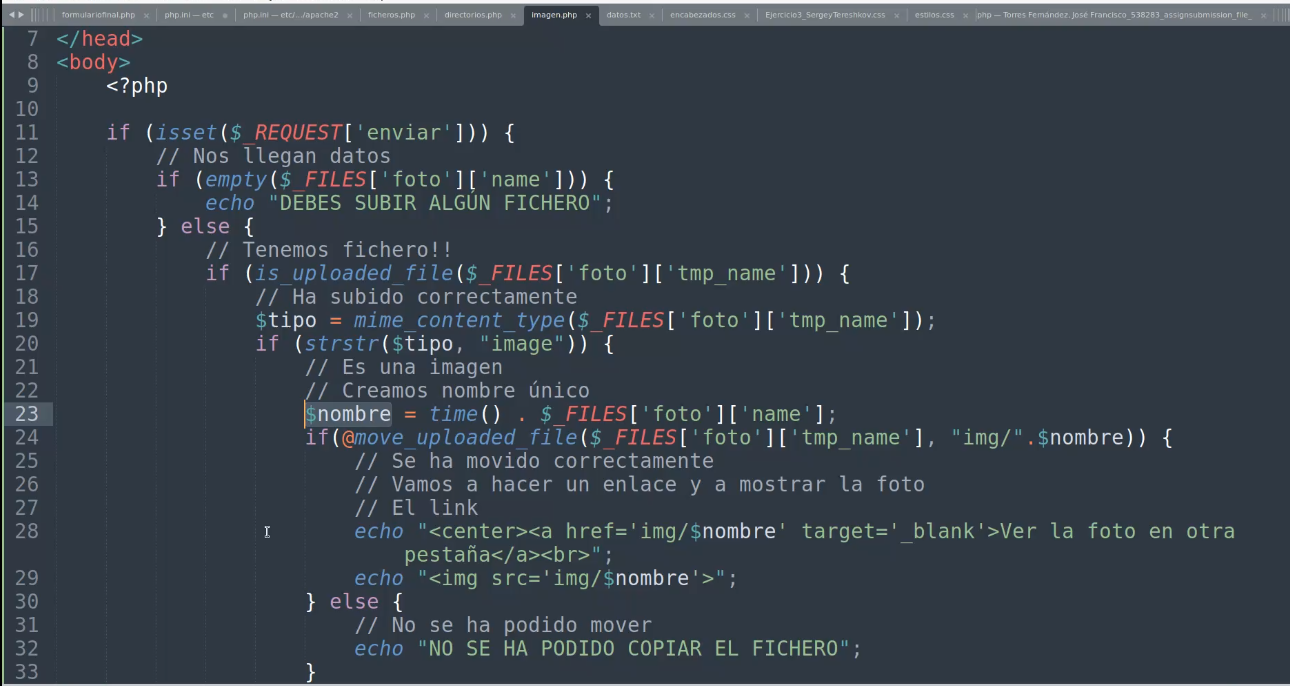 formulariofinal.php × php.ini — etc php.ini — etc/.../apache2 × ficheros.php × directorios.php × imagen.php × datos.txt × encabezados.css × Ejercicio3_SergeyTereshkov.css × estilos.css × php — Torres Fernández, José Francisco_538283_assignsubmission_file_ ×
7 </head>
8 <body>
9 <?php
10
11 if (isset($_REQUEST['enviar'])) {
12 // Nos llegan datos
13 if (empty($_FILES['foto']['name'])) {
14 echo "DEBES SUBIR ALGÚN FICHERO";
15 } else {
16 // Tenemos fichero!!
17 if (is_uploaded_file($_FILES['foto']['tmp_name'])) {
18 // Ha subido correctamente
19 $tipo = mime_content_type($_FILES['foto']['tmp_name']);
20 if (strstr($tipo, "image")) {
21 // Es una imagen
22 // Creamos nombre único
23 $nombre = time() . $_FILES['foto']['name'];
24 if(@move_uploaded_file($_FILES['foto']['tmp_name'], "img/".$nombre)) {
25 // Se ha movido correctamente
26 // Vamos a hacer un enlace y a mostrar la foto
27 // El link
28 echo "<center><a href='img/$nombre' target='_blank'>Ver la foto en otra
pestaña</a><br>";
29 echo "<img src='img/$nombre'>";
30 } else {
31 // No se ha podido mover
32 echo "NO SE HA PODIDO COPIAR EL FICHERO";
33 }